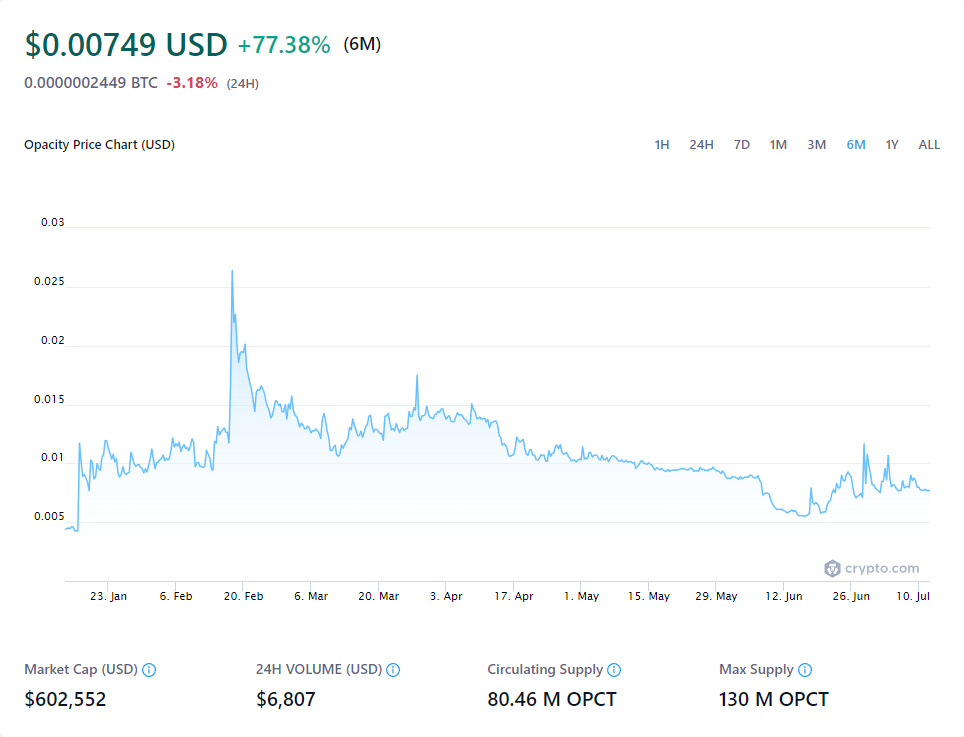 $0.00749 USD +77.38% (6M)
0.0000002449 BTC -3.18% (24H)
Opacity Price Chart (USD) 1H 24H 7D 1M 3M 6M 1Y ALL
0.03
0.025
0.02
0.015
0.01
0.005
crypto.com
23. Jan 6. Feb 20. Feb 6. Mar 20. Mar 3. Apr 17. Apr 1. May 15. May 29. May 12. Jun 26. Jun 10. Jul
Market Cap (USD) 24H VOLUME (USD) Circulating Supply Max Supply
$602,552 $6,807 80.46 M OPCT 130 M OPCT